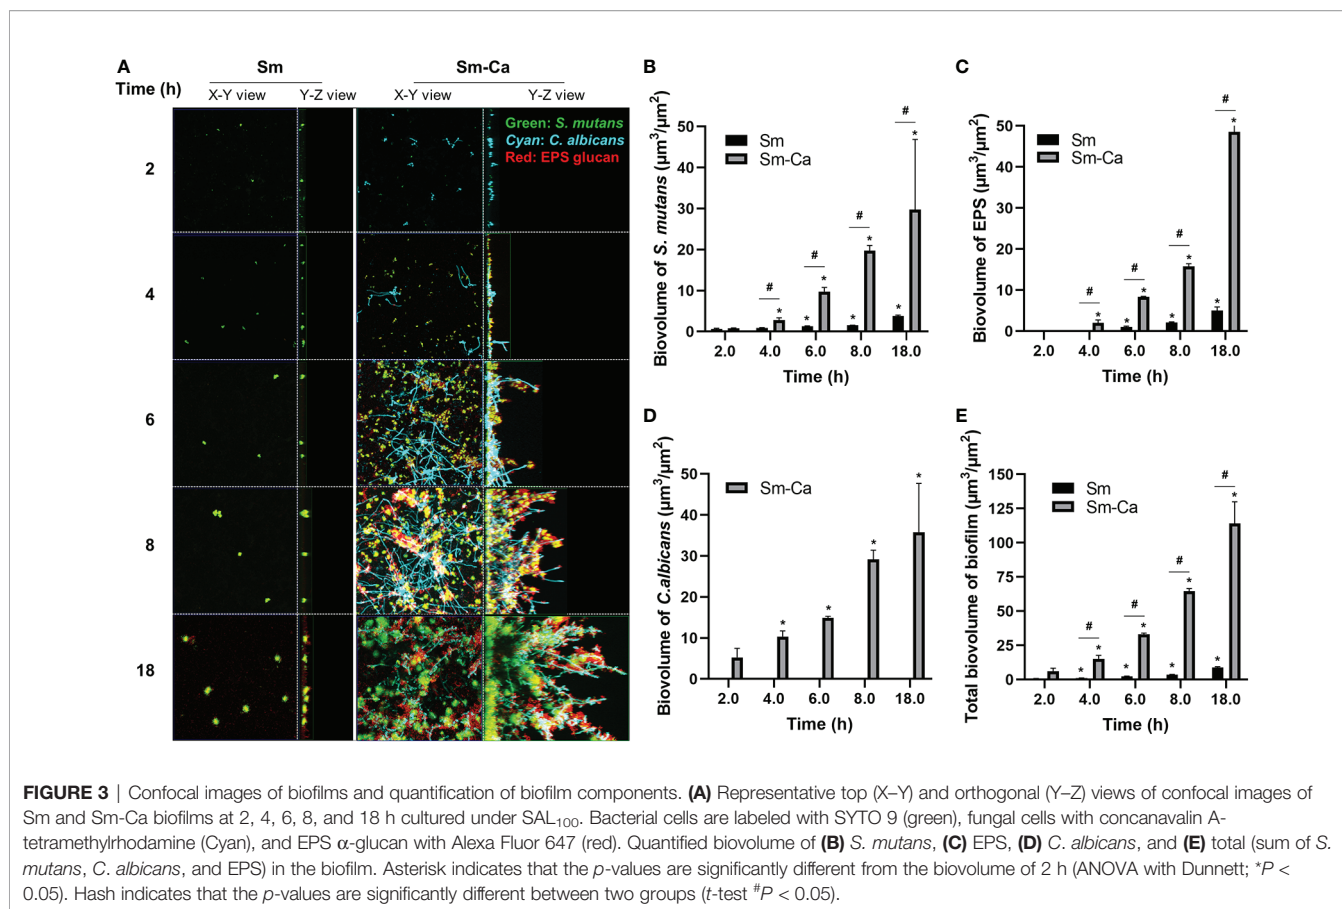 A
Sm
Sm-Ca
Time (h)
X-Y view
Y-Z view
X-Y view
Y-Z view
Green: S. mutans
Cyan: C. albicans
Red: EPS glucan
2
4
6
8
18
B
Biovolume of S. mutans (µm³/µm²)
50
40
30
20
10
0
Sm
Sm-Ca
#
*
#
*
*
#
*
*
#
*
*
2.0
4.0
6.0
8.0
18.0
Time (h)
C
Biovolume of EPS (µm³/µm²)
50
40
30
20
10
0
Sm
Sm-Ca
#
*
#
*
*
#
*
*
#
*
*
2.0
4.0
6.0
8.0
18.0
Time (h)
D
Biovolume of C.albicans (µm³/µm²)
50
40
30
20
10
0
Sm-Ca
*
*
*
*
2.0
4.0
6.0
8.0
18.0
Time (h)
E
Total biovolume of biofilm (µm³/µm²)
150
125
100
75
50
25
0
Sm
Sm-Ca
#
*
*
#
*
*
#
*
*
#
*
*
2.0
4.0
6.0
8.0
18.0
Time (h)
FIGURE 3 | Confocal images of biofilms and quantification of biofilm components. (A) Representative top (X–Y) and orthogonal (Y–Z) views of confocal images of
Sm and Sm-Ca biofilms at 2, 4, 6, 8, and 18 h cultured under SAL₁₀₀. Bacterial cells are labeled with SYTO 9 (green), fungal cells with concanavalin A-
tetramethylrhodamine (Cyan), and EPS α-glucan with Alexa Fluor 647 (red). Quantified biovolume of (B) S. mutans, (C) EPS, (D) C. albicans, and (E) total (sum of S.
mutans, C. albicans, and EPS) in the biofilm. Asterisk indicates that the p-values are significantly different from the biovolume of 2 h (ANOVA with Dunnett; *P <
0.05). Hash indicates that the p-values are significantly different between two groups (t-test #P < 0.05).